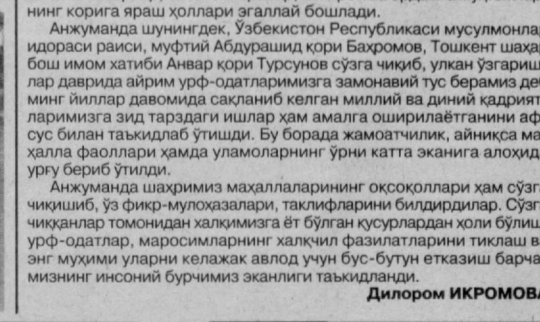 нинг корига яраш ҳоллари эгаллай бошлади.
Анжуманда шунингдек, Ўзбекистон Республикаси мусулмонла
идораси раиси, муфтий Абдурашид қори Баҳромов, Тошкент шаҳа
бош имом хатиби Анвар қори Турсунов сўзга чиқиб, улкан ўзгариш
лар даврида айрим урф-одатларимизга замонавий тус берамиз де
минг йиллар давомида сақланиб келган миллий ва диний қадрият
ларимизга зид тарздаги ишлар ҳам амалга оширилаётганини аф
сус билан таъкидлаб ўтишди. Бу борада жамоатчилик, айниқса ма
ҳалла фаоллари ҳамда уламоларнинг ўрни катта эканига алоҳид
урғу бериб ўтилди.
Анжуманда шаҳримиз маҳаллаларининг оқсоқоллари ҳам сўзг
чиқишиб, ўз фикр-мулоҳазалари, таклифларини билдирдилар. Сўзг
чиққанлар томонидан халқимизга ёт бўлган қусурлардан ҳоли бўлиш
урф-одатлар, маросимларнинг халқчил фазилатларини тиклаш в
энг муҳими уларни келажак авлод учун бус-бутун етказиш барча
мизнинг инсоний бурчимиз эканлиги таъкидланди.
Дилором ИКРОМОВА